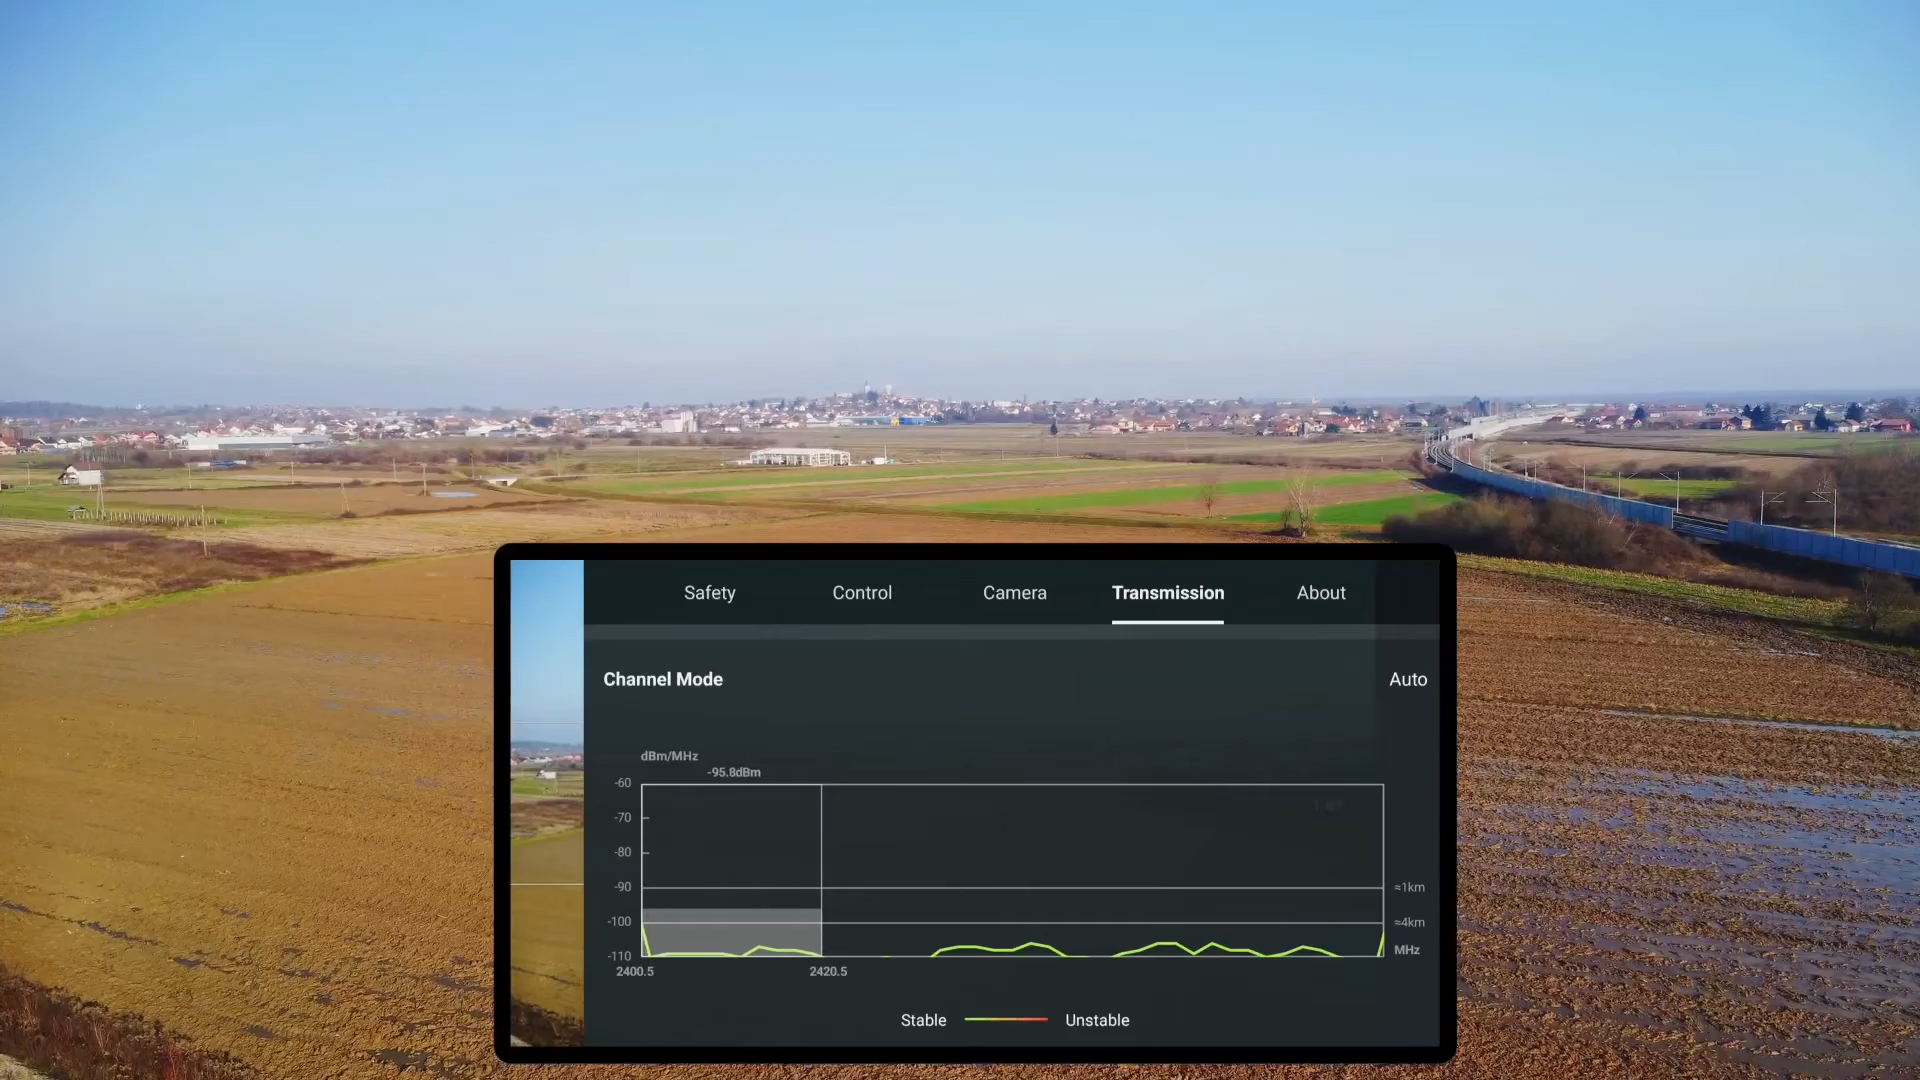 Safety Control Camera Transmission About
Channel Mode Auto
dBm/MHz
-95.8dBm
-60
-70
-80
-90 ≈1km
-100 ≈4km
-110 MHz
2400.5 2420.5
Stable Unstable